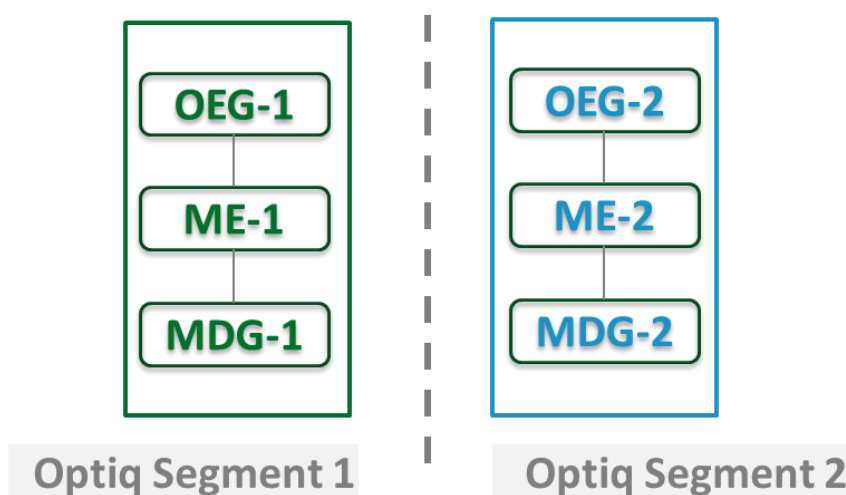 OEG-1
ME-1
MDG-1
Optiq Segment 1
OEG-2
ME-2
MDG-2
Optiq Segment 2